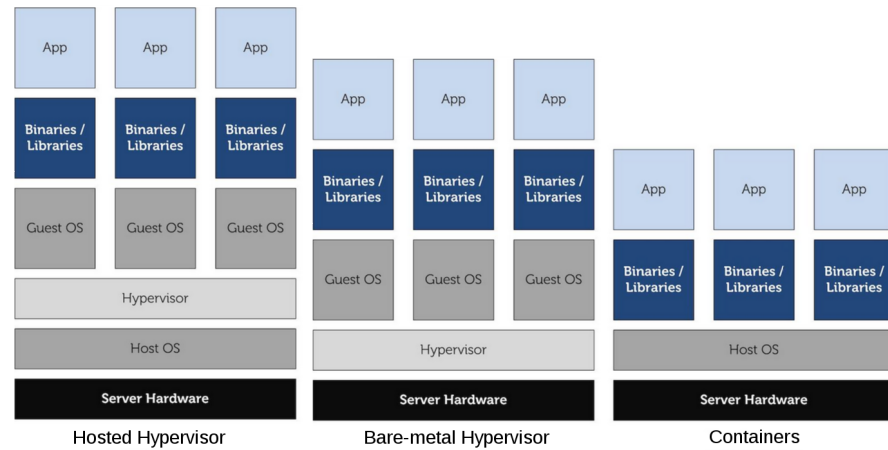 App App App
Binaries / Binaries / Binaries /
Libraries Libraries Libraries
Guest OS Guest OS Guest OS
Hypervisor
Host OS
Server Hardware
Hosted Hypervisor
App App App
Binaries / Binaries / Binaries /
Libraries Libraries Libraries
Guest OS Guest OS Guest OS
Hypervisor
Server Hardware
Bare-metal Hypervisor
App App App
Binaries / Binaries / Binaries /
Libraries Libraries Libraries
Host OS
Server Hardware
Containers